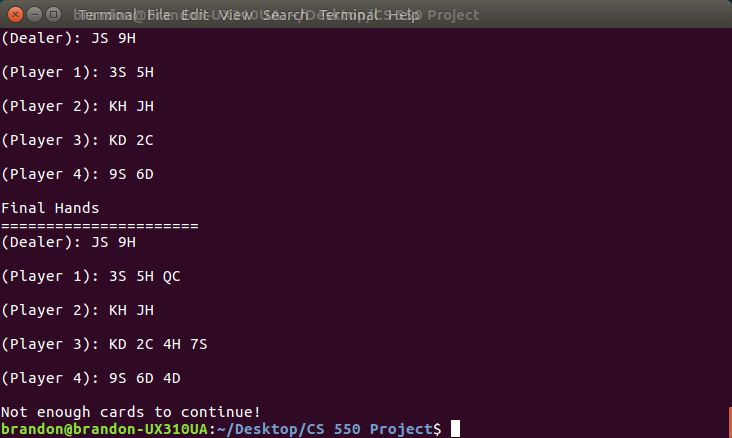 Terminal File Edit View Search Terminal Help
(Dealer): JS 9H
(Player 1): 3S 5H
(Player 2): KH JH
(Player 3): KD 2C
(Player 4): 9S 6D
Final Hands
======================
(Dealer): JS 9H
(Player 1): 3S 5H QC
(Player 2): KH JH
(Player 3): KD 2C 4H 7S
(Player 4): 9S 6D 4D
Not enough cards to continue!
brandon@brandon-UX310UA:~/Desktop/CS 550 Project$